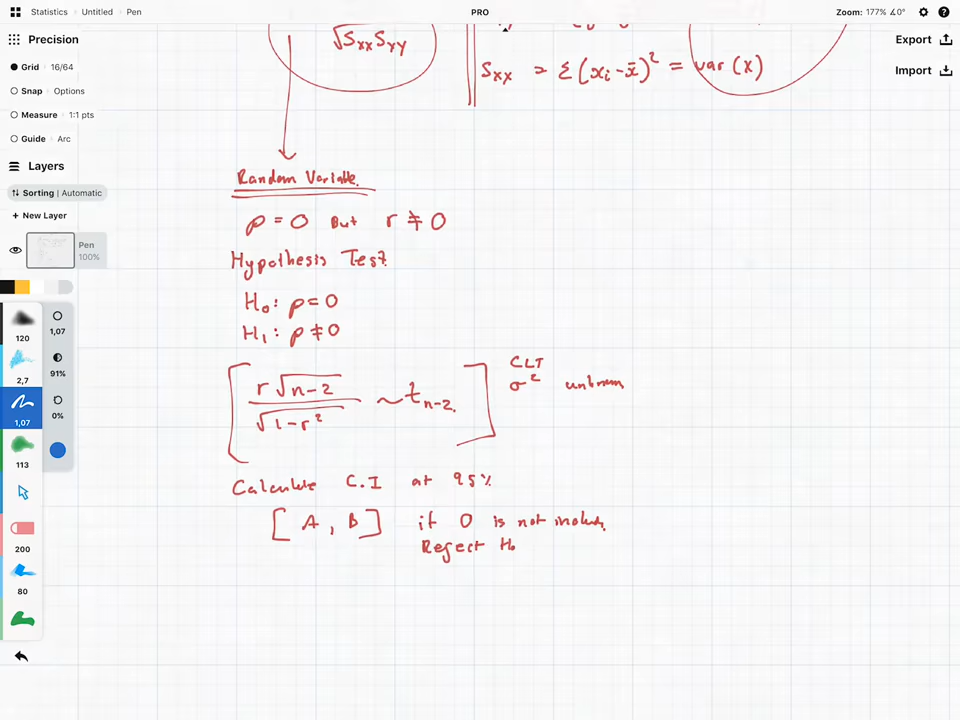 Statistics > Untitled > Pen
PRO
Zoom: 177% ∠0°
Precision
Export
Import
Grid 16/64
Snap Options
Measure 1:1 pts
Guide Arc
Layers
Sorting | Automatic
+ New Layer
Pen
100%
120
2,7
1,07
113
200
80
1,07
91%
0%
√SxxSyy
Sxx = Σ(xi-x̄)² = var(x)
Random Variable
ρ = 0 But r ≠ 0
Hypothesis Test
H₀: ρ = 0
H₁: ρ ≠ 0
r√n-2 / √1-r² ~ tn-2.
CLT
σ² unknown
Calculate C.I at 95%
[A, B] if 0 is not
Reject H₀